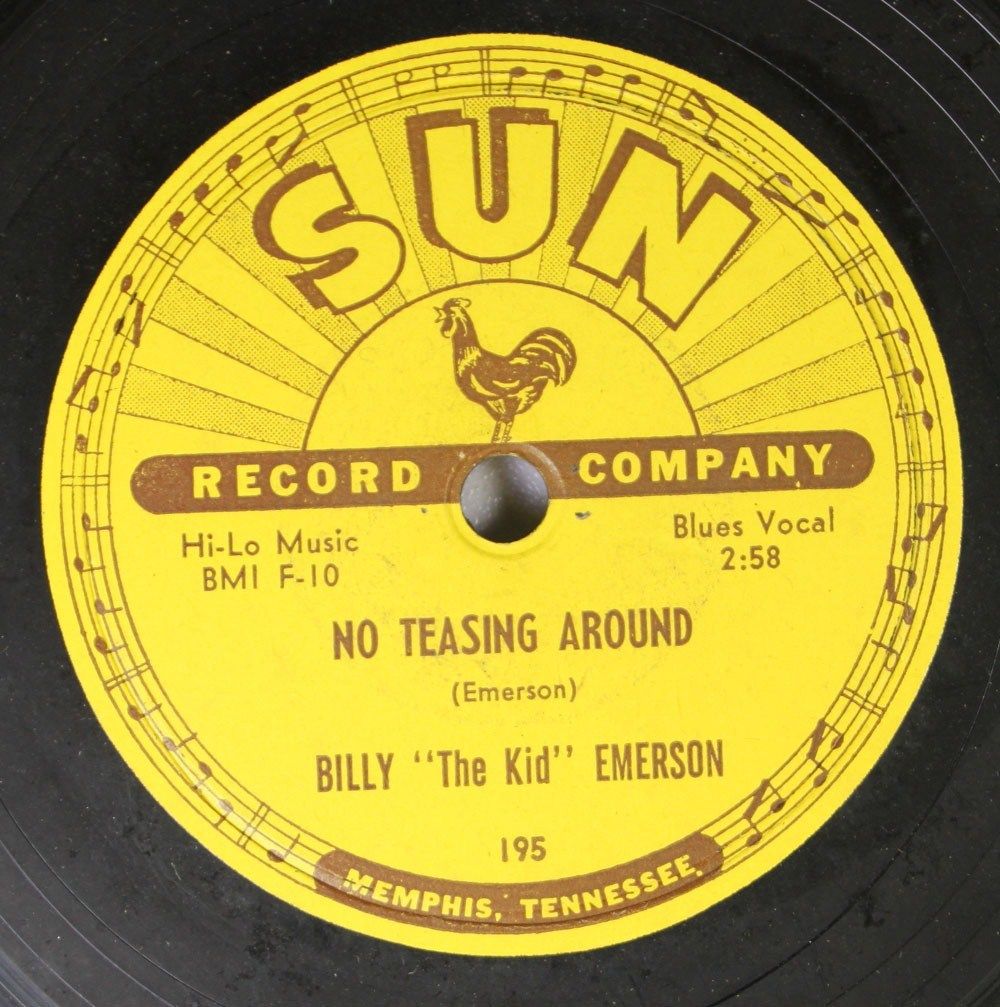 SUN
RECORD COMPANY
Hi-Lo Music
BMI F-10
Blues Vocal
2:58
NO TEASING AROUND
(Emerson)
BILLY "The Kid" EMERSON
195
MEMPHIS, TENNESSEE.